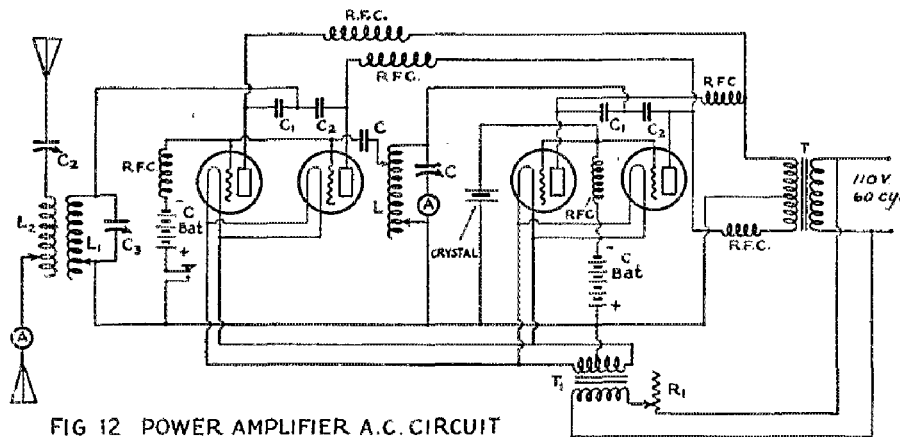 R.F.C.
R.F.C.
RFC
C1
C2
C
C1
C2
T
C2
RFC
C
A
110 V.
60 Cyc.
L2
L1
C3
- C
Bat
+
L
CRYSTAL
RFC
- C
Bat
+
R.F.C.
A
T1
R1
FIG 12 POWER AMPLIFIER A.C. CIRCUIT